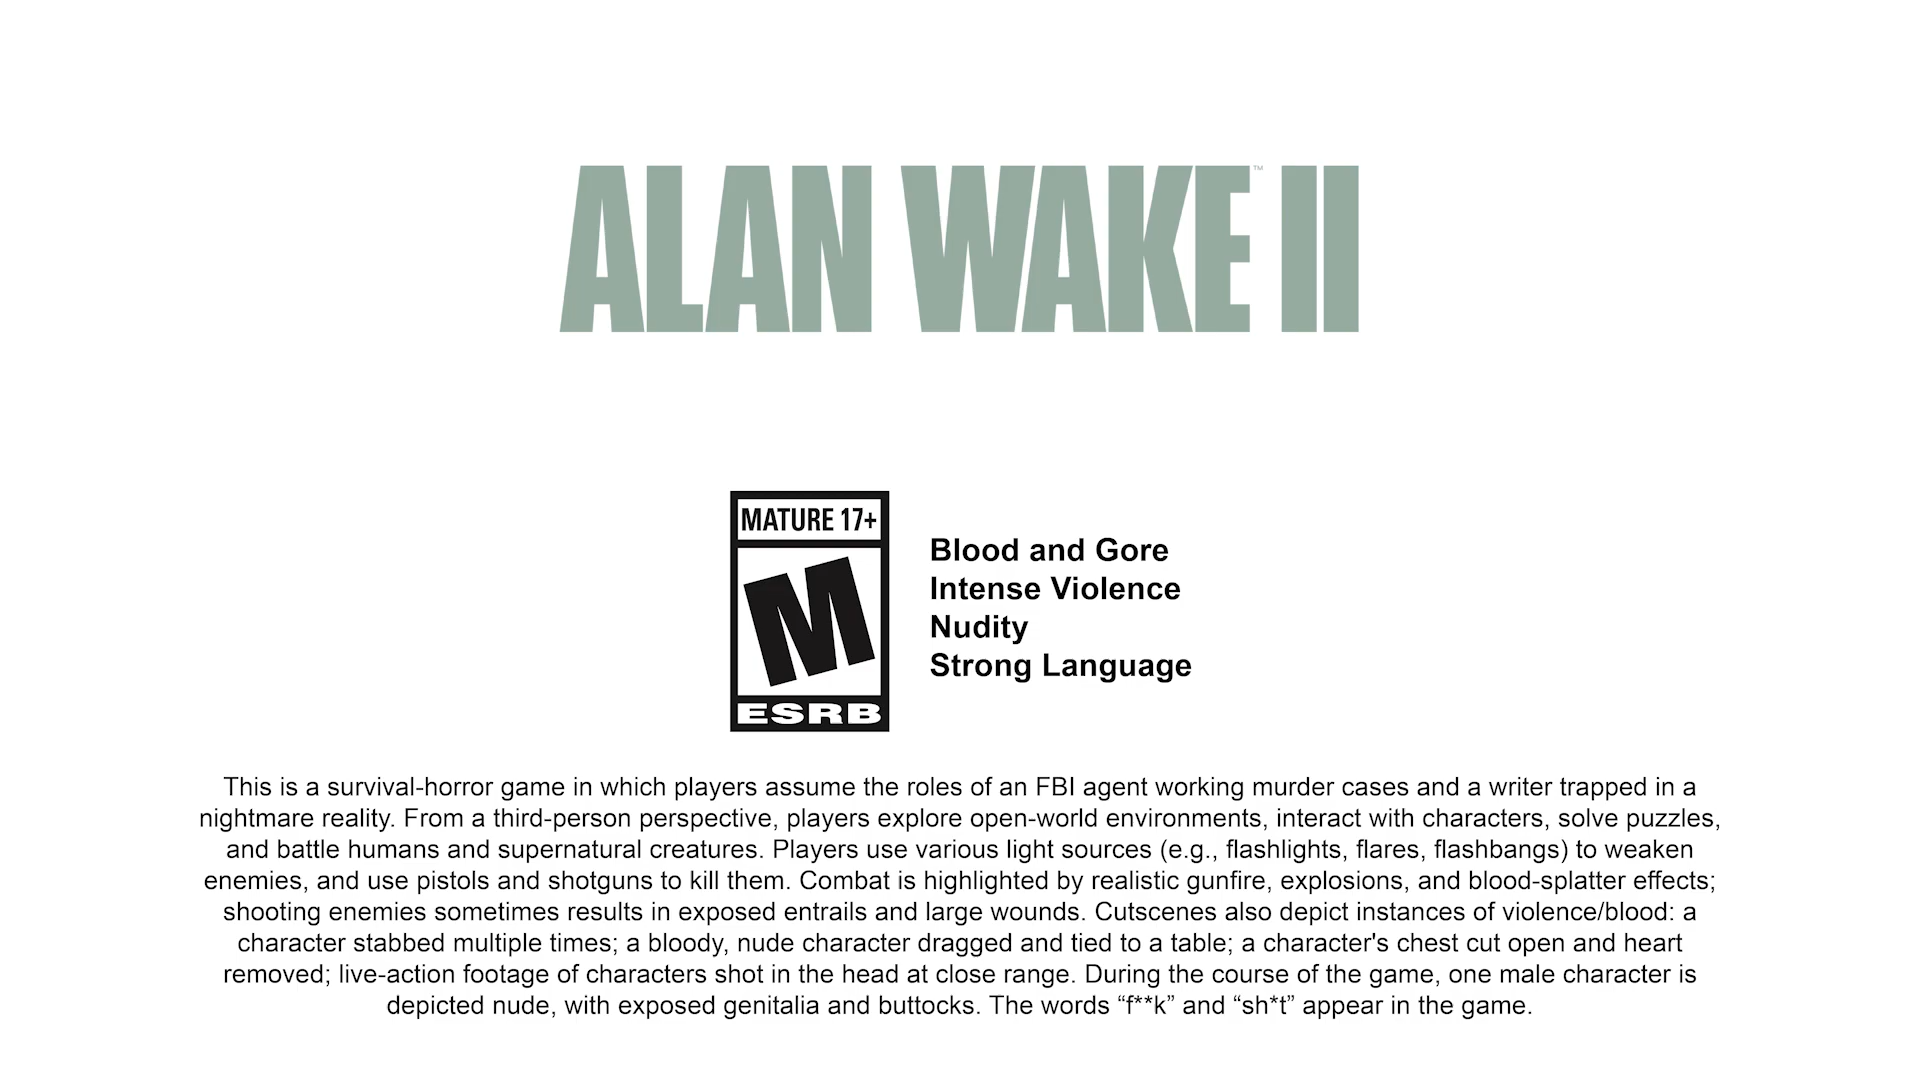 ALAN WAKE™ II
MATURE 17+
M
ESRB
Blood and Gore
Intense Violence
Nudity
Strong Language
This is a survival-horror game in which players assume the roles of an FBI agent working murder cases and a writer trapped in a
nightmare reality. From a third-person perspective, players explore open-world environments, interact with characters, solve puzzles,
and battle humans and supernatural creatures. Players use various light sources (e.g., flashlights, flares, flashbangs) to weaken
enemies, and use pistols and shotguns to kill them. Combat is highlighted by realistic gunfire, explosions, and blood-splatter effects;
shooting enemies sometimes results in exposed entrails and large wounds. Cutscenes also depict instances of violence/blood: a
character stabbed multiple times; a bloody, nude character dragged and tied to a table; a character's chest cut open and heart
removed; live-action footage of characters shot in the head at close range. During the course of the game, one male character is
depicted nude, with exposed genitalia and buttocks. The words “f**k” and “sh*t” appear in the game.